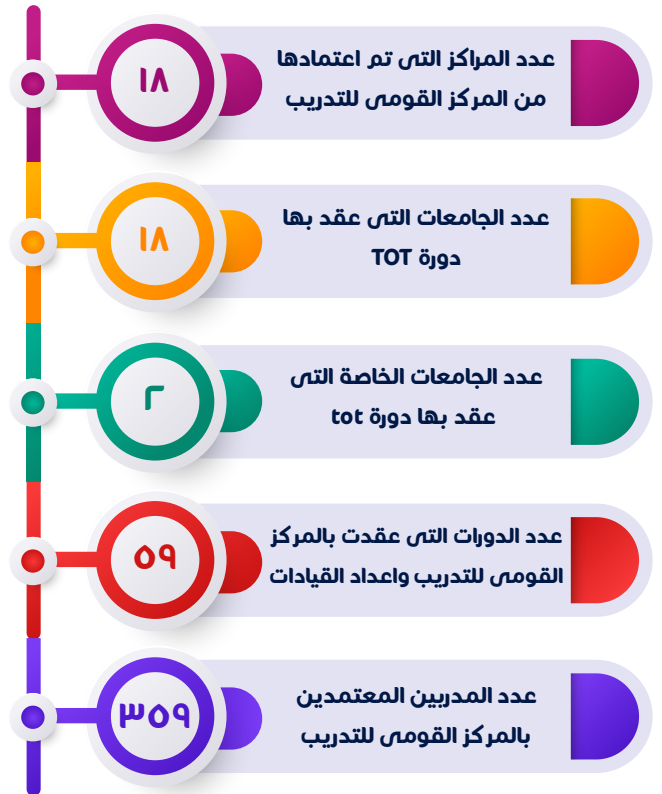 عدد المراكز التى تم اعتمادها
من المركز القومى للتدريب
١٨
عدد الجامعات التى عقد بها
دورة TOT
١٨
عدد الجامعات الخاصة التى
عقد بها دورة tot
٢
عدد الدورات التى عقدت بالمركز
القومى للتدريب واعداد القيادات
٥٩
عدد المدربين المعتمدين
بالمركز القومى للتدريب
٣٥٩